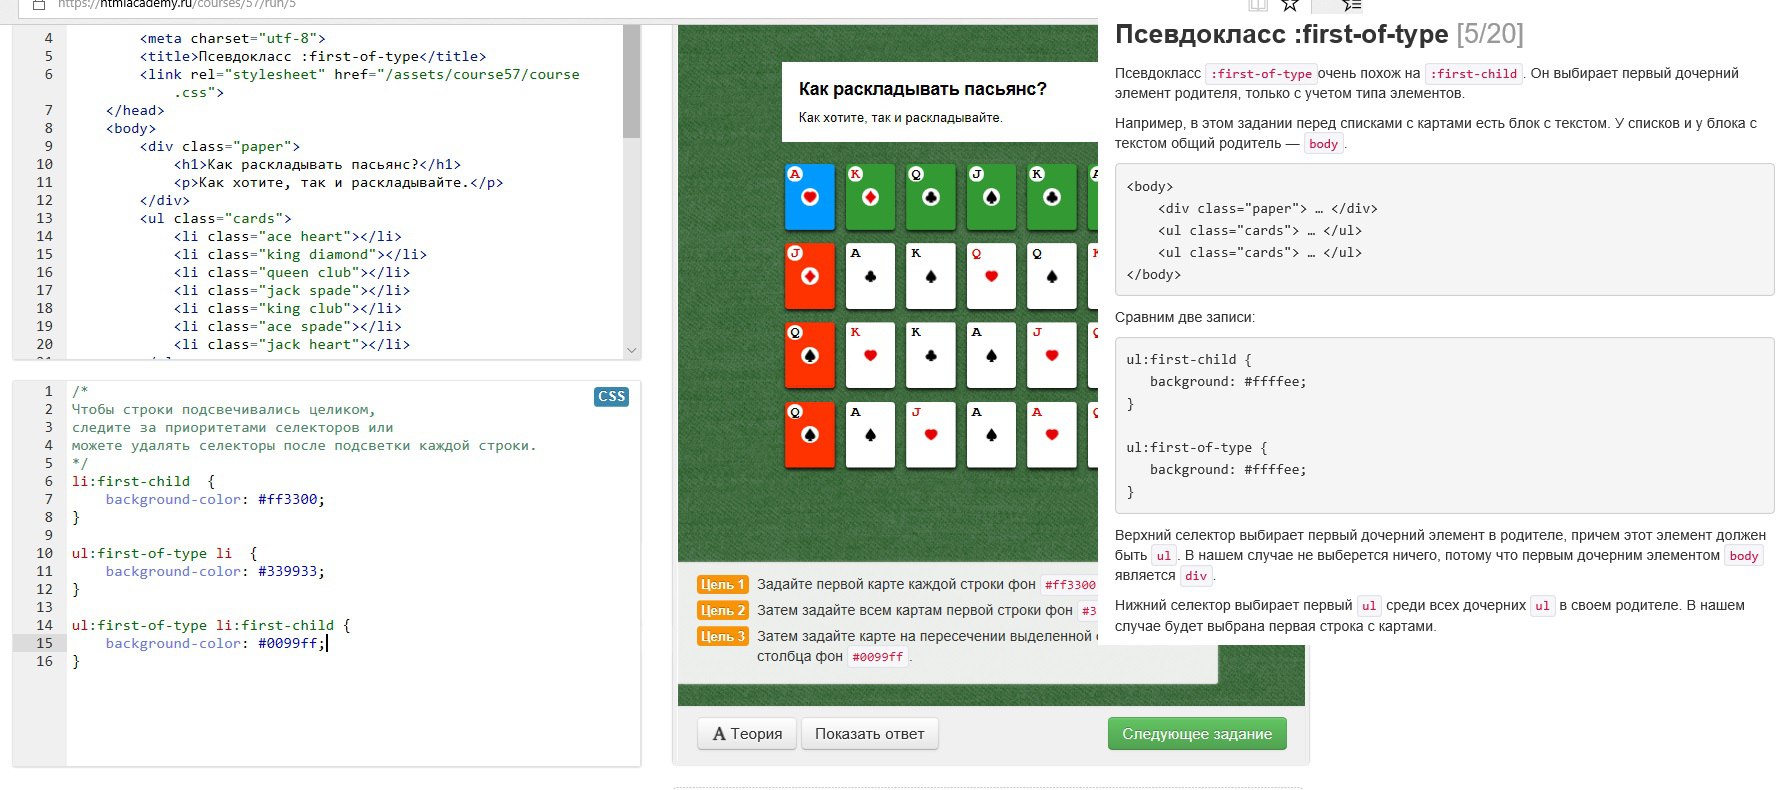 https://htmlacademy.ru/courses/57/run/5
4 <meta charset="utf-8">
5 <title>Псевдокласс :first-of-type</title>
6 <link rel="stylesheet" href="/assets/course57/course
.css">
7 </head>
8 <body>
9 <div class="paper">
10 <h1>Как раскладывать пасьянс?</h1>
11 <p>Как хотите, так и раскладывайте.</p>
12 </div>
13 <ul class="cards">
14 <li class="ace heart"></li>
15 <li class="king diamond"></li>
16 <li class="queen club"></li>
17 <li class="jack spade"></li>
18 <li class="king club"></li>
19 <li class="ace spade"></li>
20 <li class="jack heart"></li>
CSS
1 /*
2 Чтобы строки подсвечивались целиком,
3 следите за приоритетами селекторов или
4 можете удалять селекторы после подсветки каждой строки.
5 */
6 li:first-child {
7 background-color: #ff3300;
8 }
9
10 ul:first-of-type li {
11 background-color: #339933;
12 }
13
14 ul:first-of-type li:first-child {
15 background-color: #0099ff;
16 }
Как раскладывать пасьянс?
Как хотите, так и раскладывайте.
A K Q J K A
J A K Q Q K
Q K K A J Q
Q A J A A Q
Цель 1 Задайте первой карте каждой строки фон #ff3300
Цель 2 Затем задайте всем картам первой строки фон #3
Цель 3 Затем задайте карте на пересечении выделенной с
столбца фон #0099ff .
Теория Показать ответ Следующее задание
Псевдокласс :first-of-type [5/20]
Псевдокласс :first-of-type очень похож на :first-child . Он выбирает первый дочерний
элемент родителя, только с учетом типа элементов.
Например, в этом задании перед списками с картами есть блок с текстом. У списков и у блока с
текстом общий родитель — body .
<body>
<div class="paper"> … </div>
<ul class="cards"> … </ul>
<ul class="cards"> … </ul>
</body>
Сравним две записи:
ul:first-child {
background: #ffffee;
}
ul:first-of-type {
background: #ffffee;
}
Верхний селектор выбирает первый дочерний элемент в родителе, причем этот элемент должен
быть ul . В нашем случае не выберется ничего, потому что первым дочерним элементом body
является div .
Нижний селектор выбирает первый ul среди всех дочерних ul в своем родителе. В нашем
случае будет выбрана первая строка с картами.